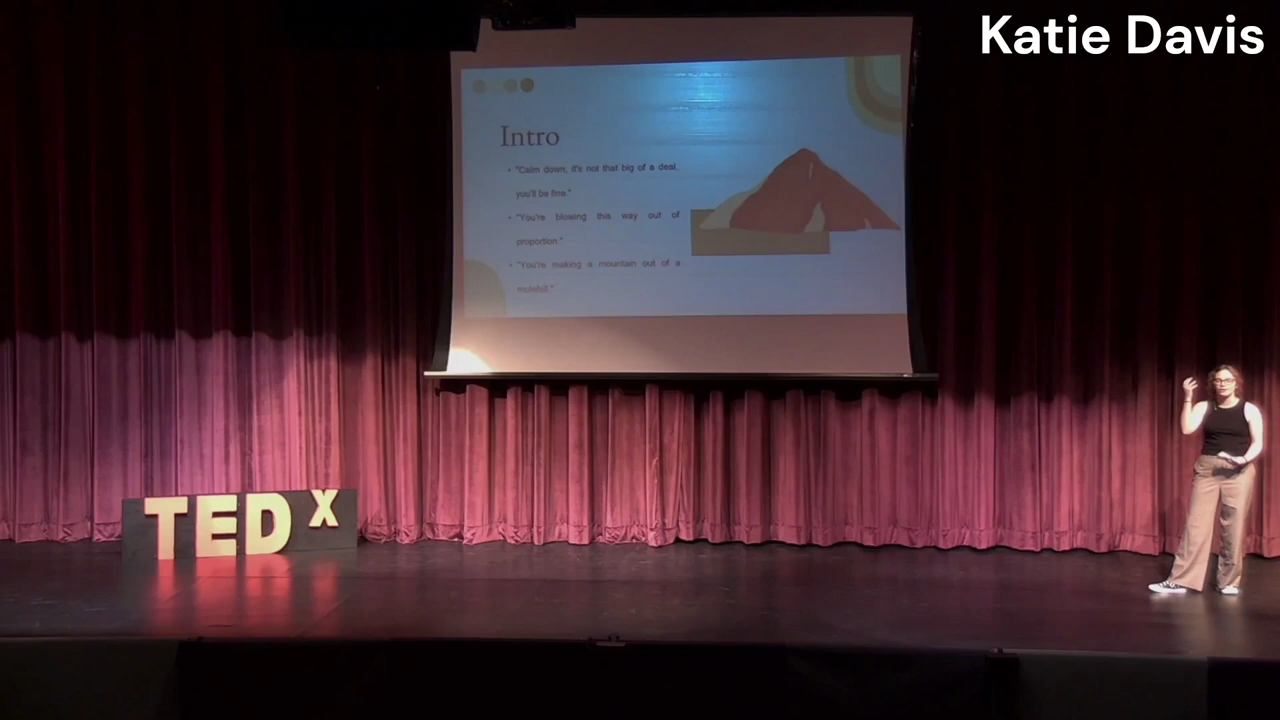 Katie Davis
Intro
• "Calm down, it's not that big of a deal,
you'll be fine."
• "You're blowing this way out of
proportion."
• "You're making a mountain out of a
molehill."
TEDx